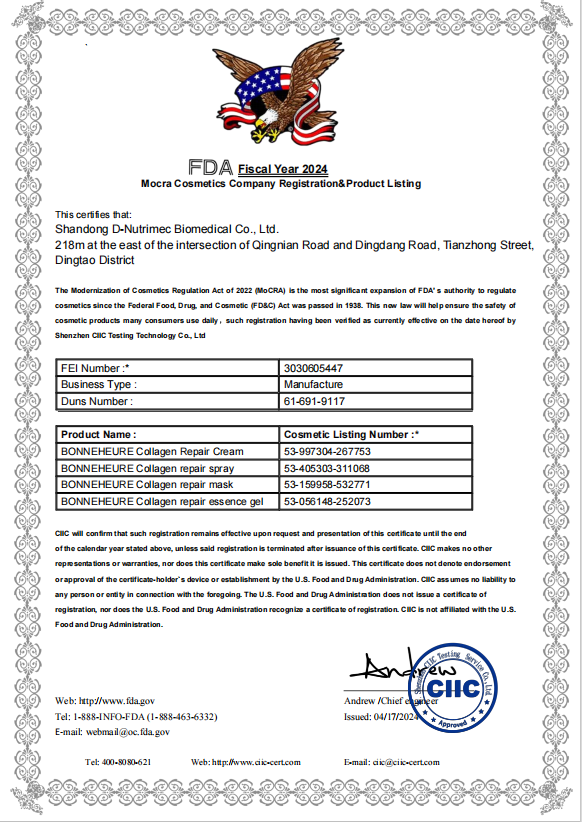 FDA Fiscal Year 2024
Mocra Cosmetics Company Registration&Product Listing
This certifies that:
Shandong D-Nutrimec Biomedical Co., Ltd.
218m at the east of the intersection of Qingnian Road and Dingdang Road, Tianzhong Street,
Dingtao District
The Modernization of Cosmetics Regulation Act of 2022 (MoCRA) is the most significant expansion of FDA's authority to regulate
cosmetics since the Federal Food, Drug, and Cosmetic (FD&C) Act was passed in 1938. This new law will help ensure the safety of
cosmetic products many consumers use daily, such registration having been verified as currently effective on the date hereof by
Shenzhen CIIC Testing Technology Co., Ltd
FEI Number :* 3030605447
Business Type : Manufacture
Duns Number : 61-691-9117
Product Name : Cosmetic Listing Number :*
BONNEHEURE Collagen Repair Cream 53-997304-267753
BONNEHEURE Collagen repair spray 53-405303-311068
BONNEHEURE Collagen repair mask 53-159958-532771
BONNEHEURE Collagen repair essence gel 53-056148-252073
CIIC will confirm that such registration remains effective upon request and presentation of this certificate until the end
of the calendar year stated above, unless said registration is terminated after issuance of this certificate. CIIC makes no other
representations or warranties, nor does this certificate make sole benefit it is issued. This certificate does not denote endorsement
or approval of the certificate-holder`s device or establishment by the U.S. Food and Drug Administration. CIIC assumes no liability to
any person or entity in connection with the foregoing. The U.S. Food and Drug Administration does not issue a certificate of
registration, nor does the U.S. Food and Drug Administration recognize a certificate of registration. CIIC is not affiliated with the U.S.
Food and Drug Administration.
Andrew
Shenzhen CIIC Testing Service Co., Ltd.
CIIC
Approved
Web: http://www.fda.gov
Andrew /Chief engineer
Tel: 1-888-INFO-FDA (1-888-463-6332)
Issued: 04/17/2024
E-mail: webmail@oc.fda.gov
Tel: 400-8080-621 Web: http://www.ciic-cert.com E-mail: ciic@ciic-cert.com